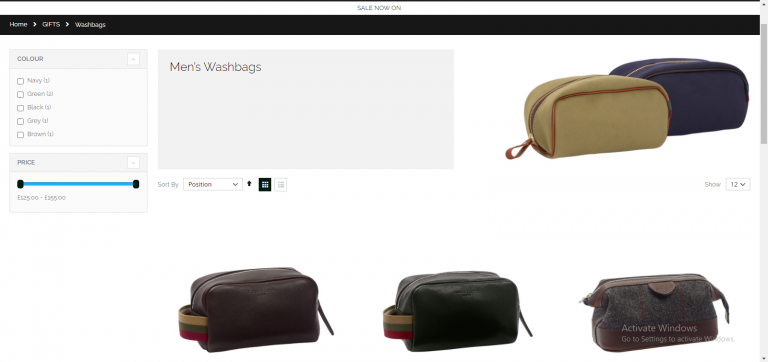 SALE NOW ON
Home > GIFTS > Washbags
COLOUR -
Navy (1)
Green (2)
Black (1)
Grey (1)
Brown (1)
PRICE -
£125.00 - £155.00
Men's Washbags
Sort By Position
Show 12
Activate Windows
Go to Settings to activate Windows.